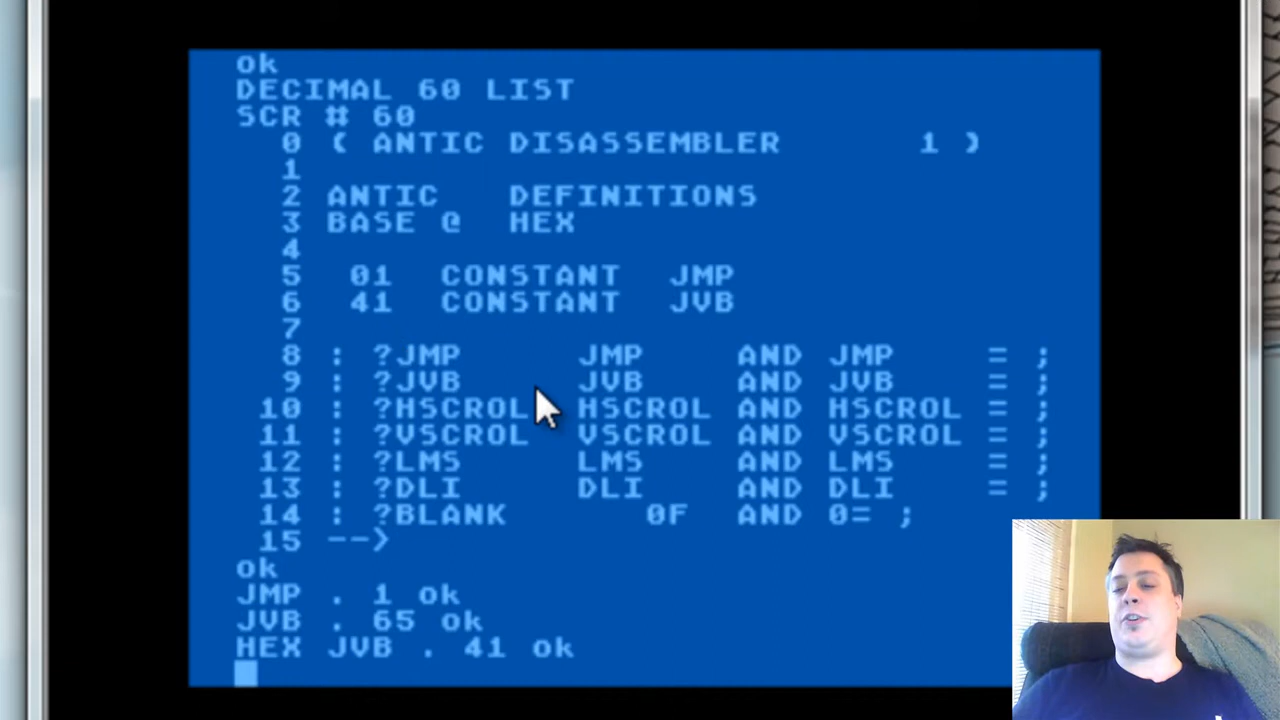 ok
DECIMAL 60 LIST
SCR # 60
0 ( ANTIC DISASSEMBLER 1 )
1
2 ANTIC DEFINITIONS
3 BASE @ HEX
4
5 01 CONSTANT JMP
6 41 CONSTANT JVB
7
8 : ?JMP JMP AND JMP = ;
9 : ?JVB JVB AND JVB = ;
10 : ?HSCROL HSCROL AND HSCROL = ;
11 : ?VSCROL VSCROL AND VSCROL = ;
12 : ?LMS LMS AND LMS = ;
13 : ?DLI DLI AND DLI = ;
14 : ?BLANK 0F AND 0= ;
15 -->
ok
JMP . 1 ok
JVB . 65 ok
HEX JVB . 41 ok